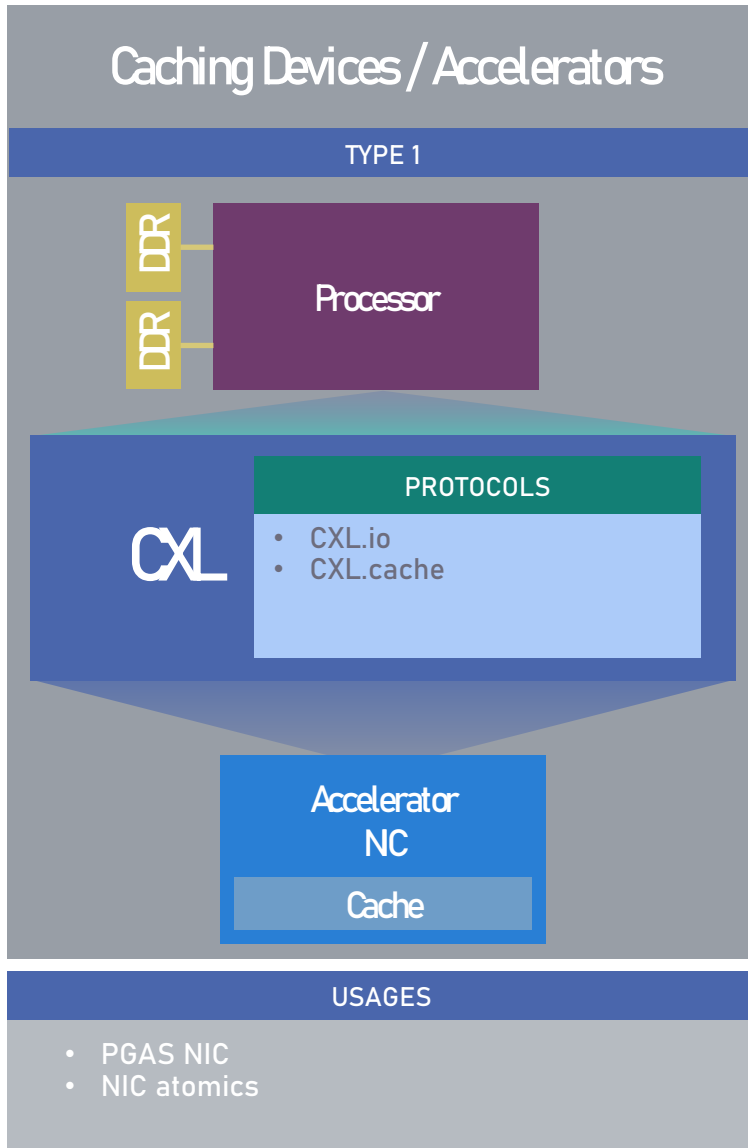 Caching Devices / Accelerators
TYPE 1
DDR
DDR
Processor
CXL
PROTOCOLS
• CXL.io
• CXL.cache
Accelerator
NIC
Cache
USAGES
• PGAS NIC
• NIC atomics